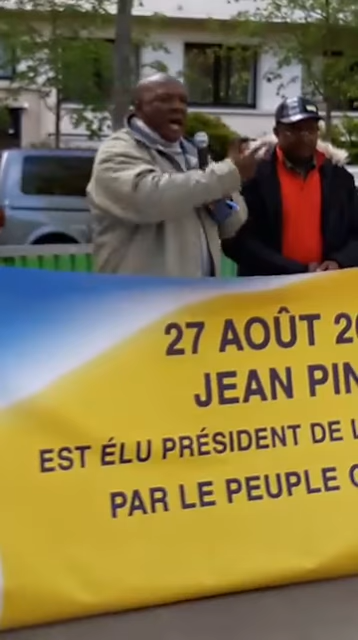 27 AOÛT 20
JEAN PIN
EST ÉLU PRÉSIDENT DE L
PAR LE PEUPLE G